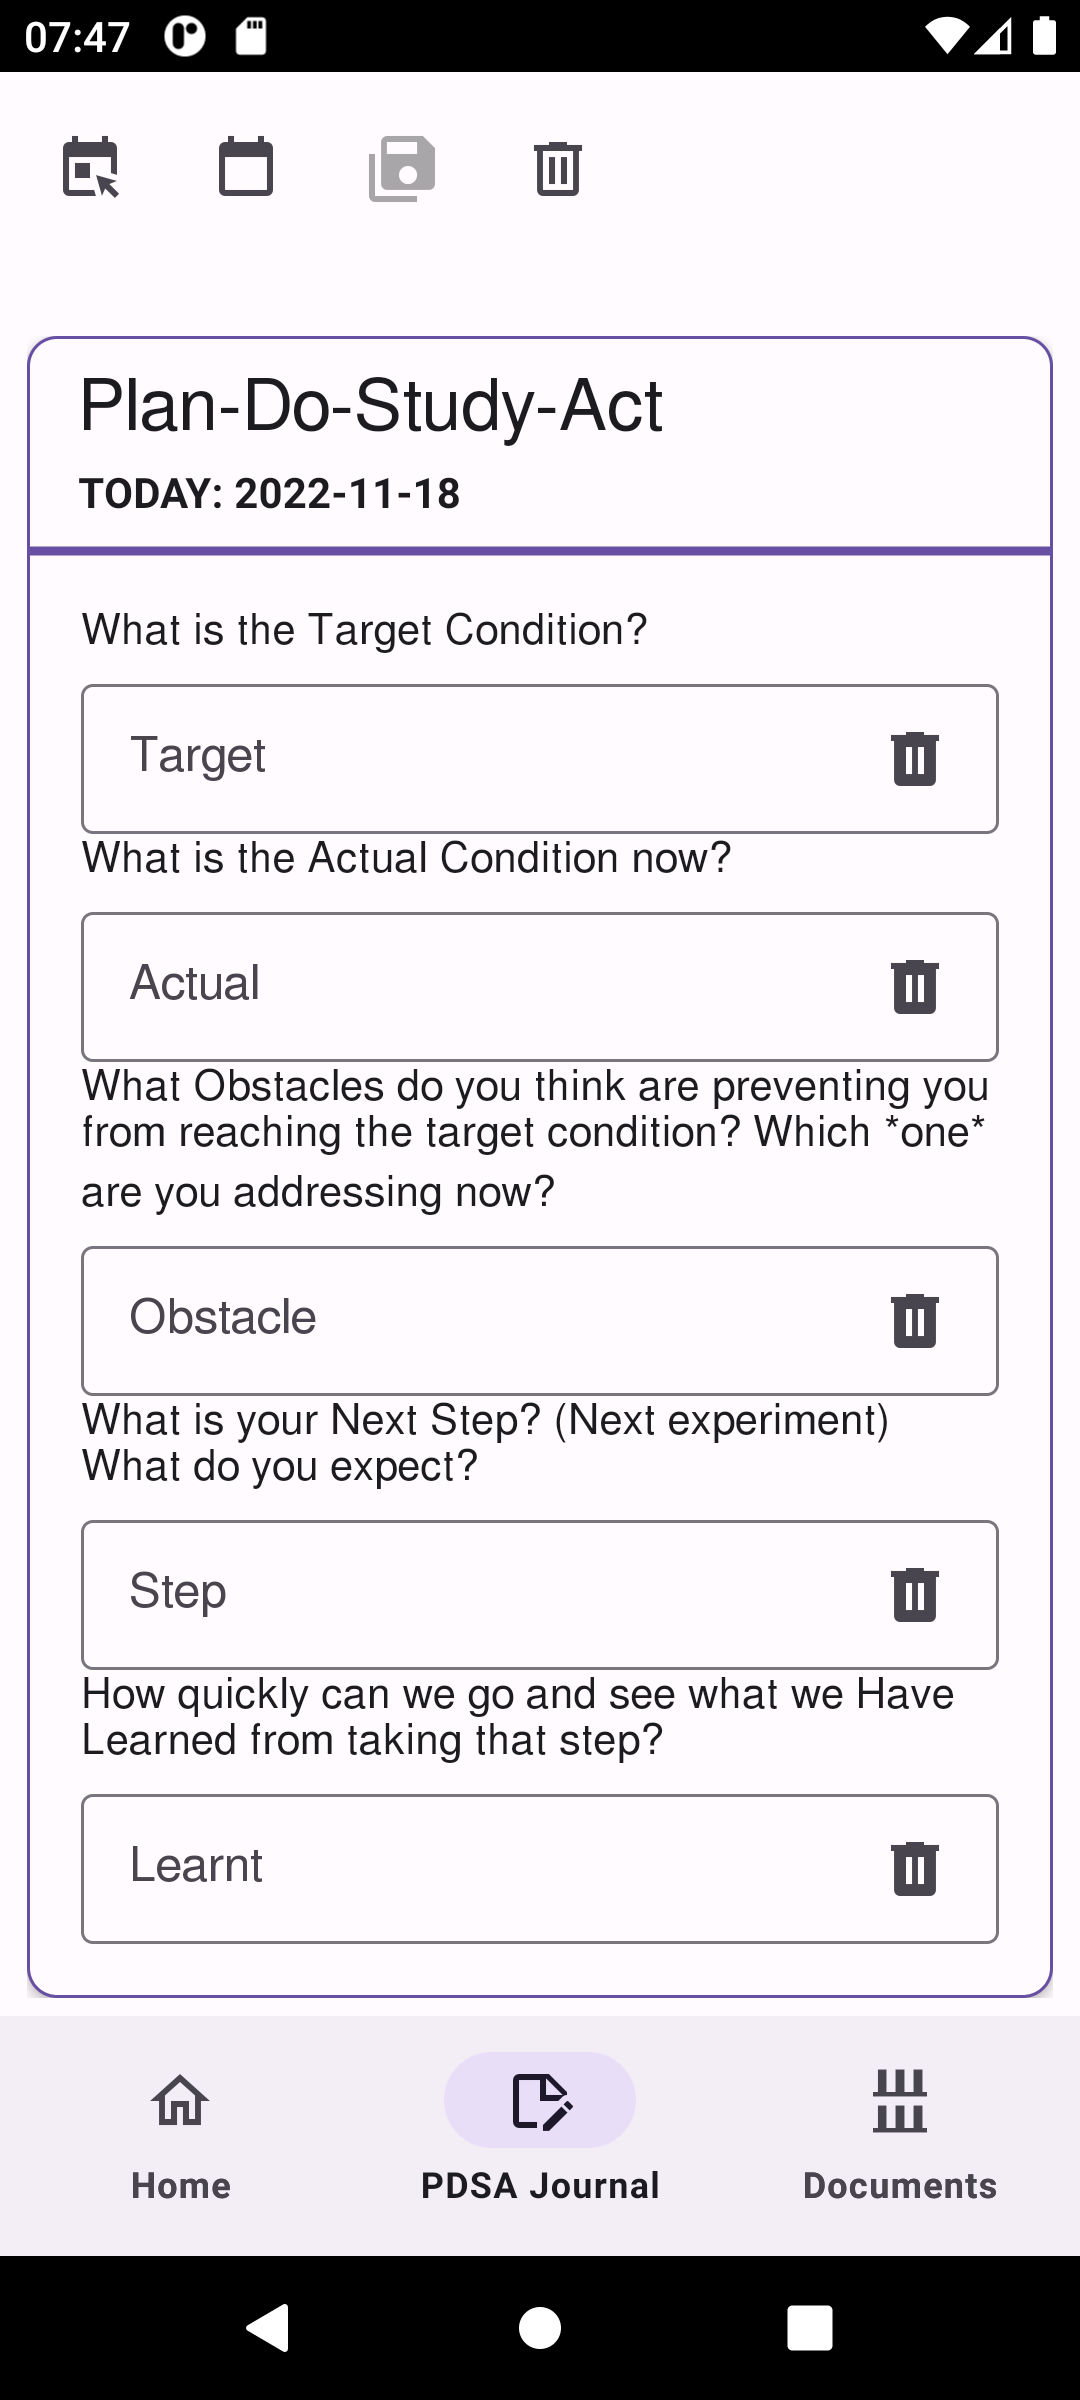 07:47
Plan-Do-Study-Act
TODAY: 2022-11-18
What is the Target Condition?
Target
What is the Actual Condition now?
Actual
What Obstacles do you think are preventing you
from reaching the target condition? Which *one*
are you addressing now?
Obstacle
What is your Next Step? (Next experiment)
What do you expect?
Step
How quickly can we go and see what we Have
Learned from taking that step?
Learnt
Home
PDSA Journal
Documents